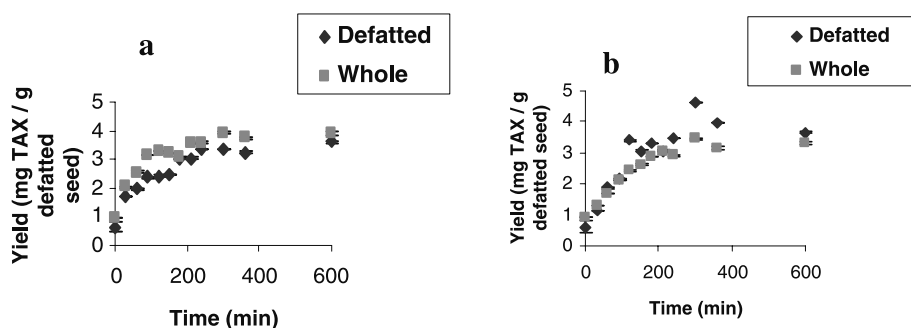 a
Defatted
Whole
Yield (mg TAX / g
defatted
seed)
5
4
3
2
1
0
0
200
400
600
Time (min)
b
Defatted
Whole
Yield (mg TAX /g
defatted seed)
5
4
3
2
1
0
0
200
400
600
Time (min)